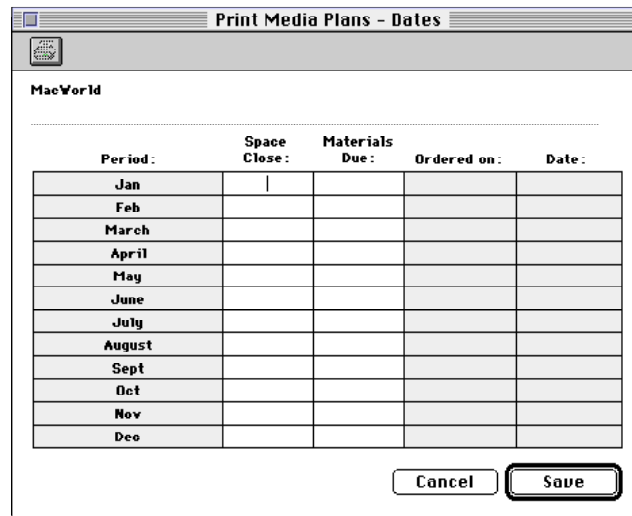 Print Media Plans - Dates
MacWorld
Period: Space Close: Materials Due: Ordered on: Date:
Jan
Feb
March
April
May
June
July
August
Sept
Oct
Nov
Dec
Cancel Save